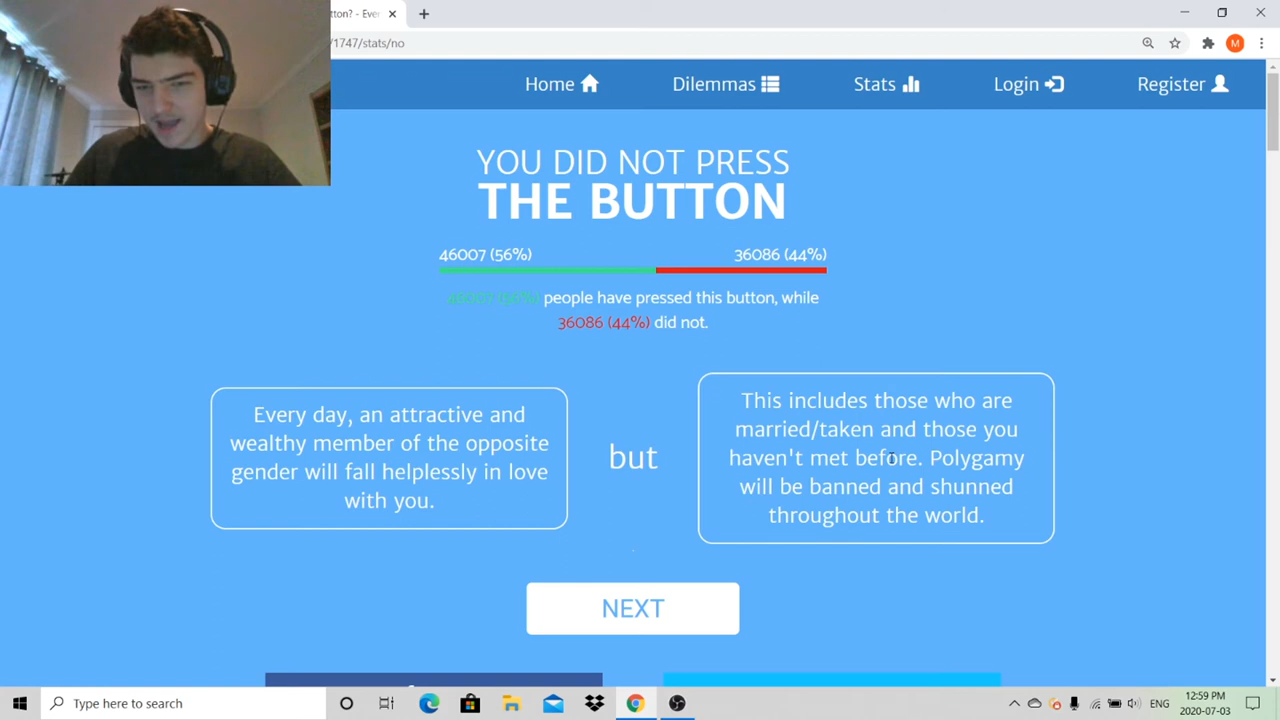 tton? - Eve
/1747/stats/no
M
Home
Dilemmas
Stats
Login
Register
YOU DID NOT PRESS
THE BUTTON
46007 (56%)
36086 (44%)
46007 (56%) people have pressed this button, while
36086 (44%) did not.
Every day, an attractive and
wealthy member of the opposite
gender will fall helplessly in love
with you.
but
This includes those who are
married/taken and those you
haven't met before. Polygamy
will be banned and shunned
throughout the world.
NEXT
Type here to search
ENG
12:59 PM
2020-07-03